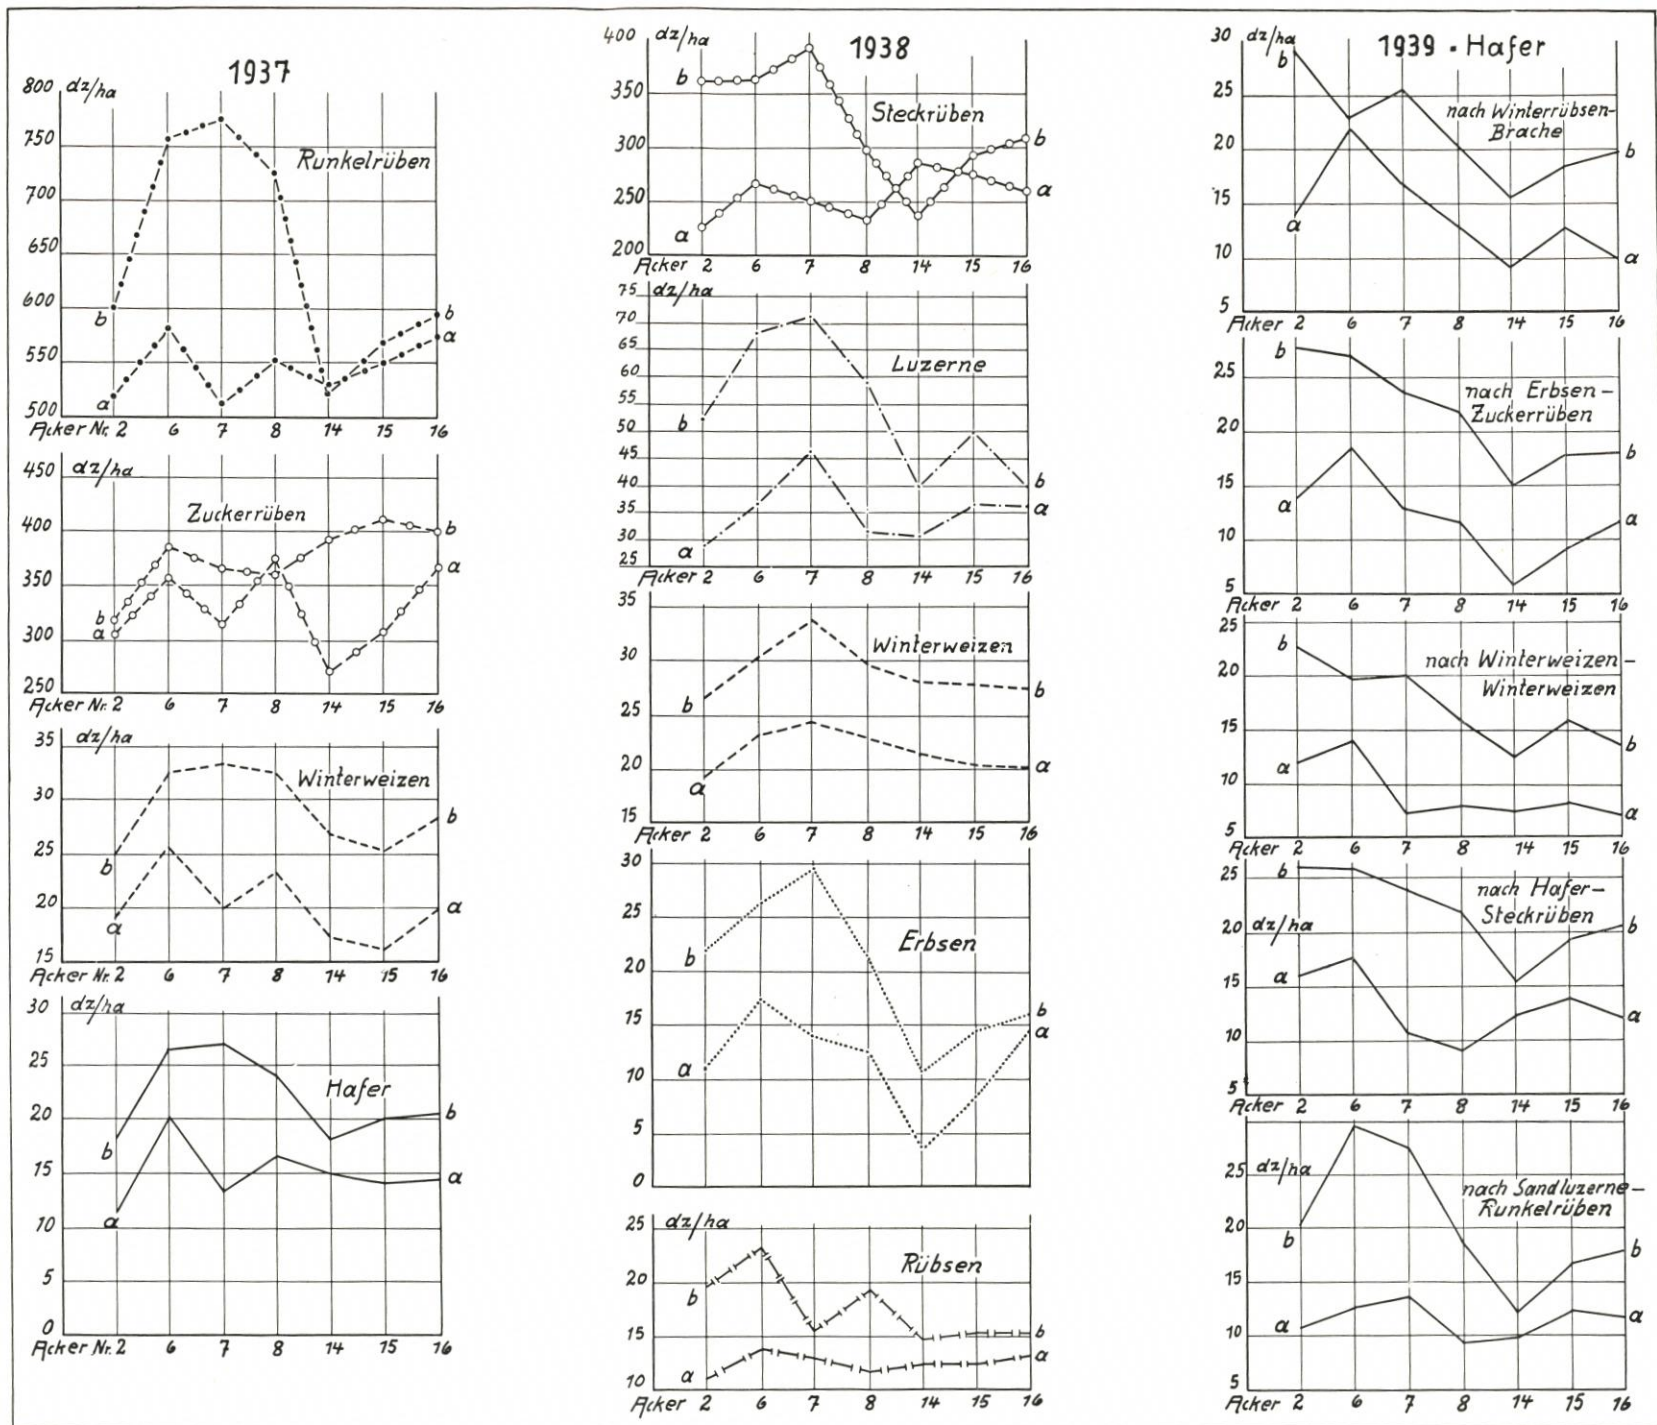 1937
800 dz/ha
750
Runkelrüben
700
650
600
b
b
a
550
a
500
Acker Nr. 2 6 7 8 14 15 16
450 dz/ha
Zuckerrüben
400
b
a
350
b
a
300
250
Acker Nr. 2 6 7 8 14 15 16
35 dz/ha
Winterweizen
30
b
25
b
20
a
a
15
Acker Nr. 2 6 7 8 14 15 16
30 dz/ha
25
Hafer
20
b
b
15
a
a
10
5
0
Acker Nr. 2 6 7 8 14 15 16
1938
400 dz/ha
b
350
Steckrüben
300
b
250
a
a
200
Acker 2 6 7 8 14 15 16
75 dz/ha
70
65
Luzerne
60
55
b
50
45
40
b
35
a
30
a
25
Acker 2 6 7 8 14 15 16
35
Winterweizen
30
b
b
25
20
a
a
15
Acker 2 6 7 8 14 15 16
30
25
Erbsen
b
20
15
b
a
a
10
5
0
Acker 2 6 7 8 14 15 16
25 dz/ha
Rübsen
20
b
15
b
a
a
10
Acker 2 6 7 8 14 15 16
1939 • Hafer
30 dz/ha
b
25
nach Winterrübsen-
Brache
20
b
15
a
10
a
5
Acker 2 6 7 8 14 15 16
b
25
nach Erbsen-
Zuckerrüben
20
b
15
a
a
10
5
Acker 2 6 7 8 14 15 16
25
b
nach Winterweizen-
Winterweizen
20
15
b
a
10
a
5
Acker 2 6 7 8 14 15 16
b
25
nach Hafer-
Steckrüben
20 dz/ha
b
a
15
a
10
5
Acker 2 6 7 8 14 15 16
dz/ha
25
nach Sandluzerne-
Runkelrüben
20
b
b
15
a
a
10
5
Acker 2 6 7 8 14 15 16